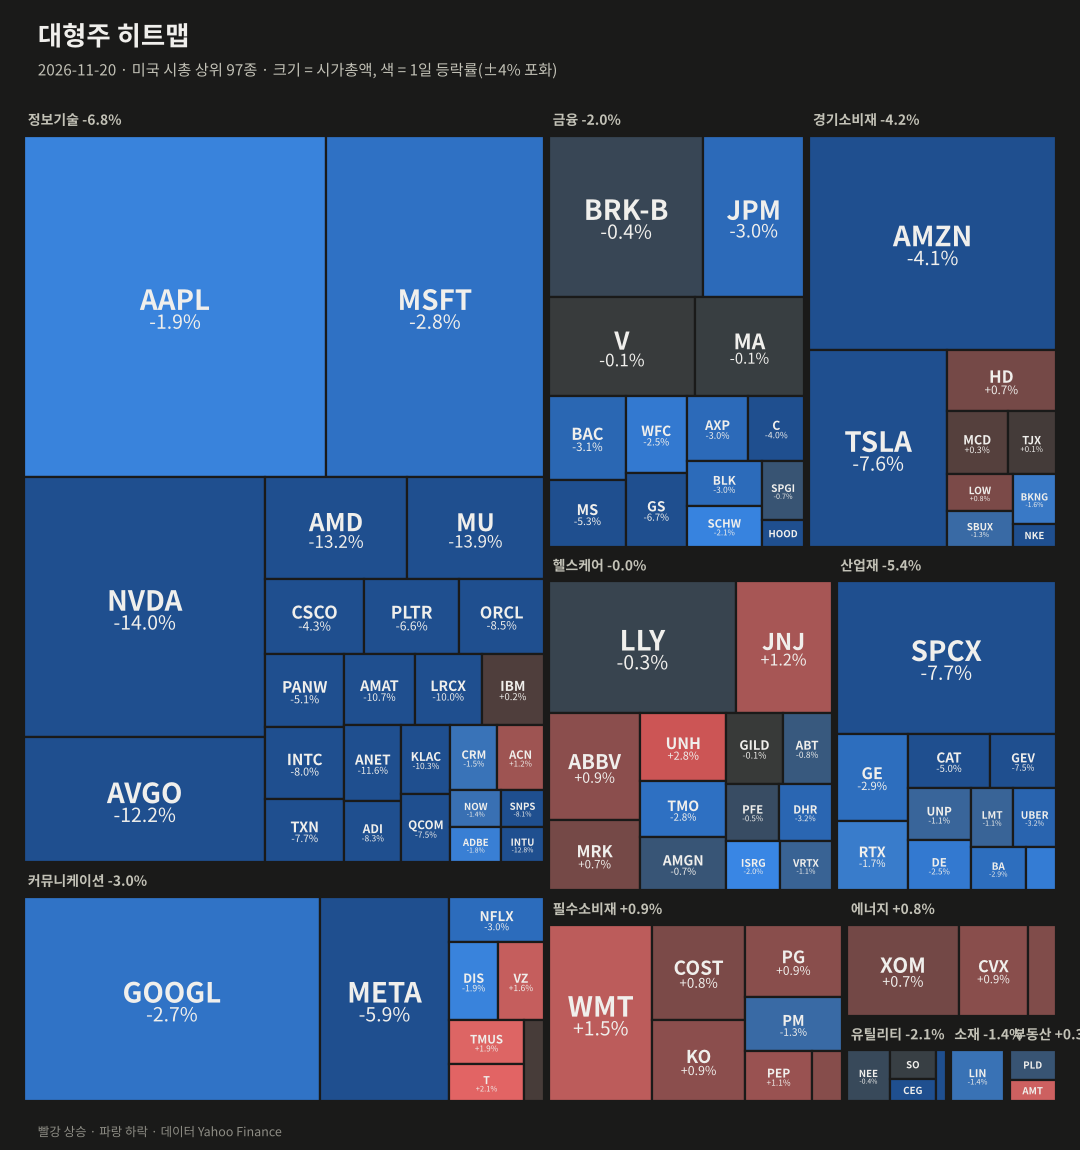 대형주 히트맵
2026-11-20 · 미국 시총 상위 97종 · 크기 = 시가총액, 색 = 1일 등락률(±4% 포화)
정보기술 -6.8%
AAPL
-1.9%
MSFT
-2.8%
NVDA
-14.0%
AVGO
-12.2%
AMD
-13.2%
MU
-13.9%
CSCO
-4.3%
PLTR
-6.6%
ORCL
-8.5%
PANW
-5.1%
AMAT
-10.7%
LRCX
-10.0%
IBM
+0.2%
INTC
-8.0%
TXN
-7.7%
ANET
-11.6%
ADI
-8.3%
KLAC
-10.3%
QCOM
-7.5%
CRM
-1.5%
ACN
+1.2%
NOW
-1.4%
SNPS
-8.1%
ADBE
-1.8%
INTU
-12.8%
금융 -2.0%
BRK-B
-0.4%
JPM
-3.0%
V
-0.1%
MA
-0.1%
BAC
-3.1%
MS
-5.3%
WFC
-2.5%
GS
-6.7%
AXP
-3.0%
C
-4.0%
BLK
-3.0%
SCHW
-2.1%
SPGI
-0.7%
HOOD
경기소비재 -4.2%
AMZN
-4.1%
TSLA
-7.6%
HD
+0.7%
MCD
+0.3%
TJX
+0.1%
LOW
+0.8%
SBUX
-1.3%
BKNG
-1.6%
NKE
헬스케어 -0.0%
LLY
-0.3%
JNJ
+1.2%
ABBV
+0.9%
MRK
+0.7%
UNH
+2.8%
TMO
-2.8%
AMGN
-0.7%
GILD
-0.1%
ABT
-0.8%
PFE
-0.5%
DHR
-3.2%
ISRG
-2.0%
VRTX
-1.1%
산업재 -5.4%
SPCX
-7.7%
GE
-2.9%
RTX
-1.7%
CAT
-5.0%
GEV
-7.5%
UNP
-1.1%
DE
-2.5%
LMT
-1.1%
UBER
-3.2%
BA
-2.9%
커뮤니케이션 -3.0%
GOOGL
-2.7%
META
-5.9%
NFLX
-3.0%
DIS
-1.9%
VZ
+1.6%
TMUS
+1.9%
T
+2.1%
필수소비재 +0.9%
WMT
+1.5%
COST
+0.8%
KO
+0.9%
PG
+0.9%
PM
-1.3%
PEP
+1.1%
에너지 +0.8%
XOM
+0.7%
CVX
+0.9%
유틸리티 -2.1%
NEE
-0.4%
SO
CEG
소재 -1.4%
LIN
-1.4%
부동산 +0.3
PLD
AMT
빨강 상승 · 파랑 하락 · 데이터 Yahoo Finance